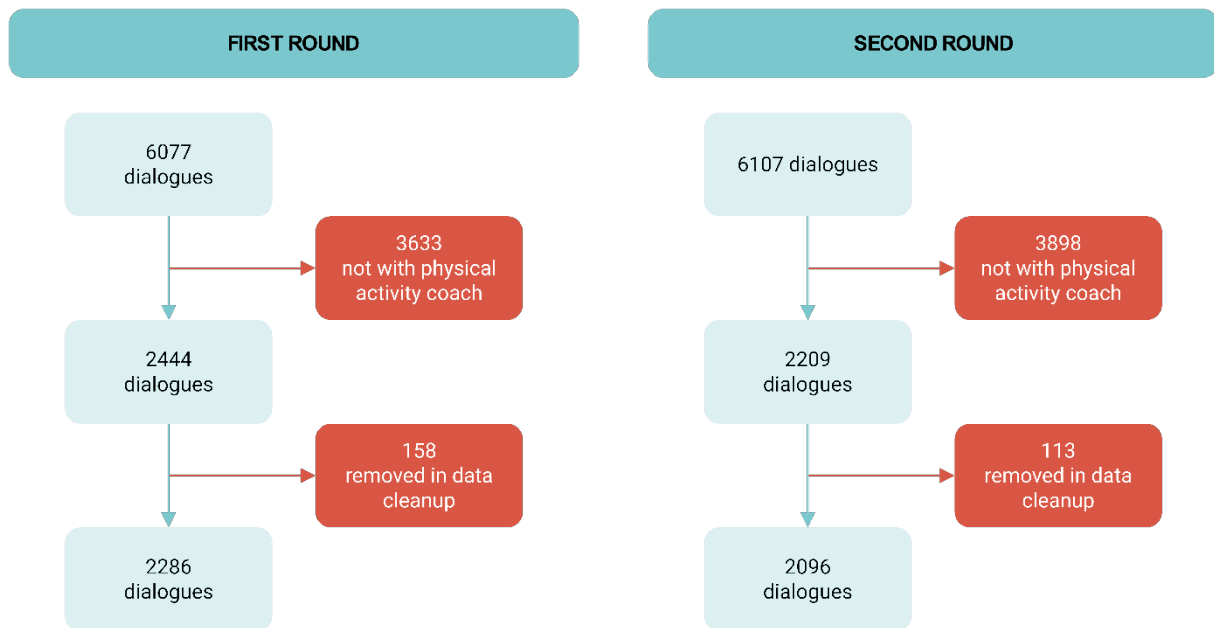 FIRST ROUND
6077
dialogues
3633
not with physical
activity coach
2444
dialogues
158
removed in data
cleanup
2286
dialogues
SECOND ROUND
6107 dialogues
3898
not with physical
activity coach
2209
dialogues
113
removed in data
cleanup
2096
dialogues